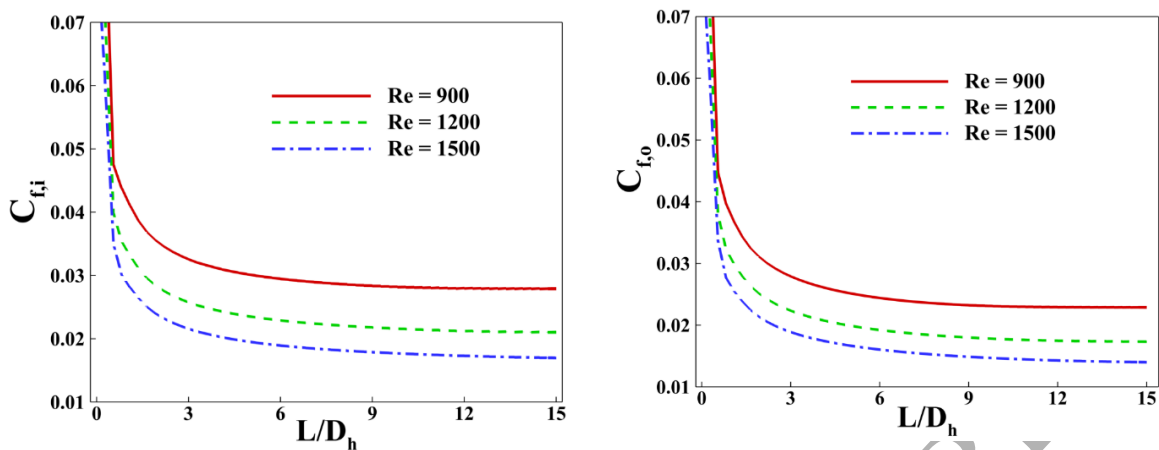 0.07
0.06
0.05
0.04
0.03
0.02
0.01
C_f,i
Re = 900
Re = 1200
Re = 1500
0 3 6 9 12 15
L/D_h
0.07
0.06
0.05
0.04
0.03
0.02
0.01
C_f,o
Re = 900
Re = 1200
Re = 1500
0 3 6 9 12 15
L/D_h